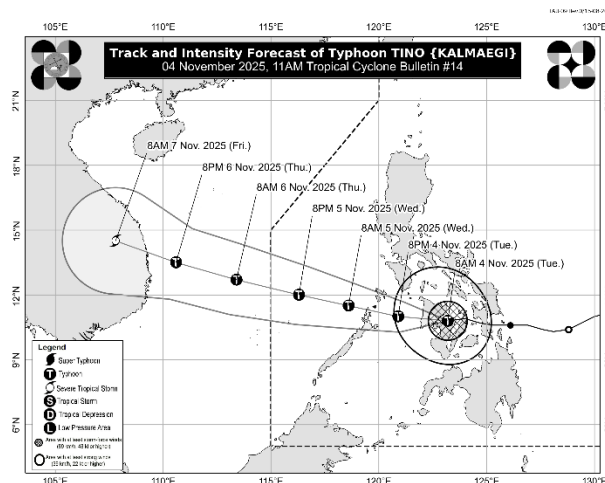 Track and Intensity Forecast of Typhoon TINO {KALMAEGI}
04 November 2025, 11AM Tropical Cyclone Bulletin #14
21°N
18°N
15°N
12°N
9°N
6°N
8AM 7 Nov. 2025 (Fri.)
8PM 6 Nov. 2025 (Thu.)
8AM 6 Nov. 2025 (Thu.)
8PM 5 Nov. 2025 (Wed.)
8AM 5 Nov. 2025 (Wed.)
8PM 4 Nov. 2025 (Tue.)
8AM 4 Nov. 2025 (Tue.)
T
T
T
T
T
T
Legend
Super Typhoon
T Typhoon
Severe Tropical Storm
S Tropical Storm
D Tropical Depression
L Low Pressure Area
105°E
110°E
115°E
120°E
125°E
130°E